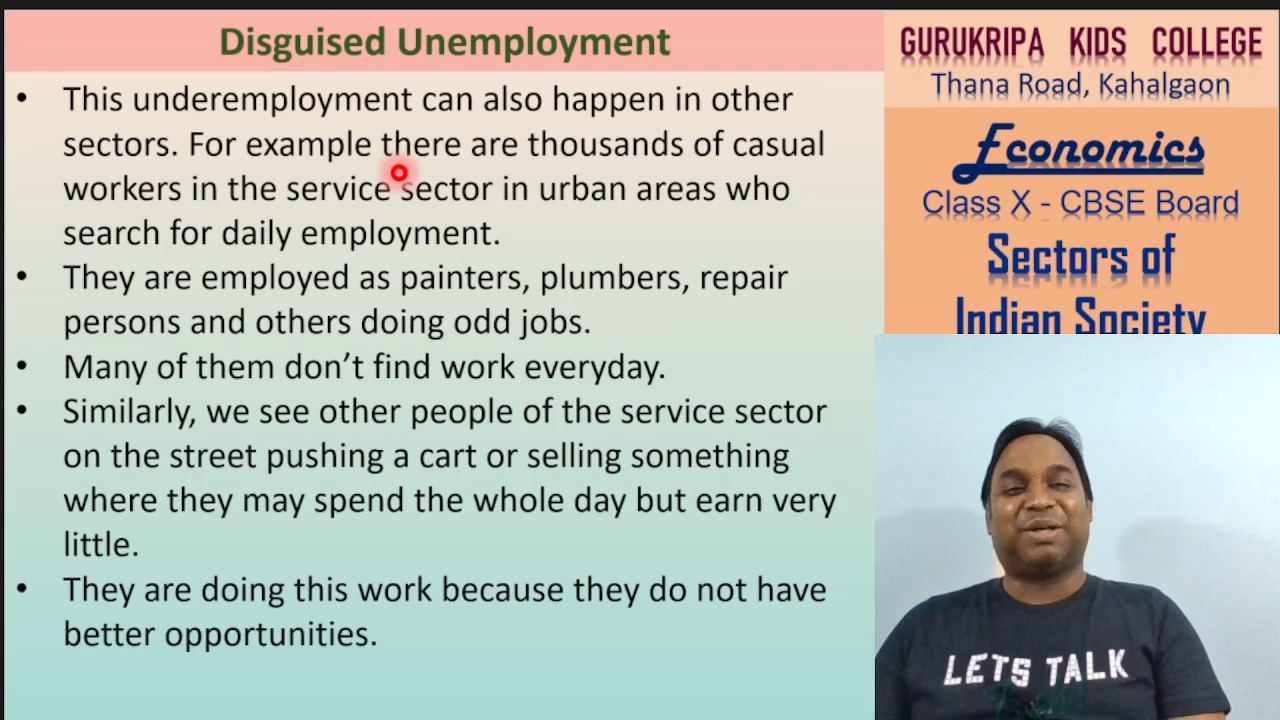 Disguised Unemployment
• This underemployment can also happen in other
sectors. For example there are thousands of casual
workers in the service sector in urban areas who
search for daily employment.
• They are employed as painters, plumbers, repair
persons and others doing odd jobs.
• Many of them don’t find work everyday.
• Similarly, we see other people of the service sector
on the street pushing a cart or selling something
where they may spend the whole day but earn very
little.
• They are doing this work because they do not have
better opportunities.
GURUKRIPA KIDS COLLEGE
Thana Road, Kahalgaon
Economics
Class X - CBSE Board
Sectors of
Indian Society
LETS TALK